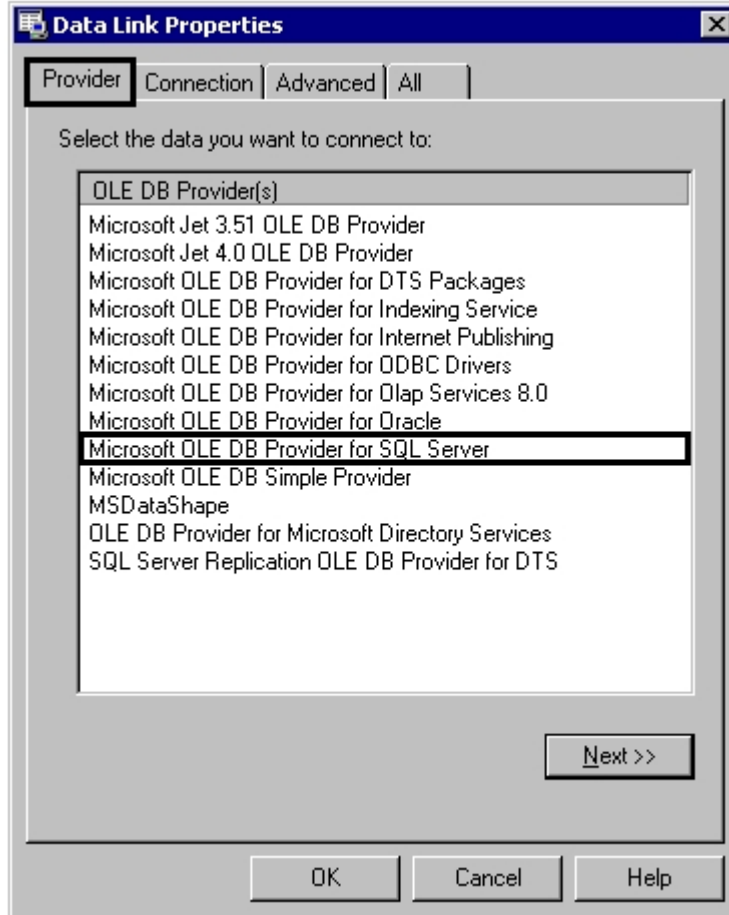 Data Link Properties
Provider Connection Advanced All
Select the data you want to connect to:
OLE DB Provider(s)
Microsoft Jet 3.51 OLE DB Provider
Microsoft Jet 4.0 OLE DB Provider
Microsoft OLE DB Provider for DTS Packages
Microsoft OLE DB Provider for Indexing Service
Microsoft OLE DB Provider for Internet Publishing
Microsoft OLE DB Provider for ODBC Drivers
Microsoft OLE DB Provider for Olap Services 8.0
Microsoft OLE DB Provider for Oracle
Microsoft OLE DB Provider for SQL Server
Microsoft OLE DB Simple Provider
MSDataShape
OLE DB Provider for Microsoft Directory Services
SQL Server Replication OLE DB Provider for DTS
Next >>
OK Cancel Help